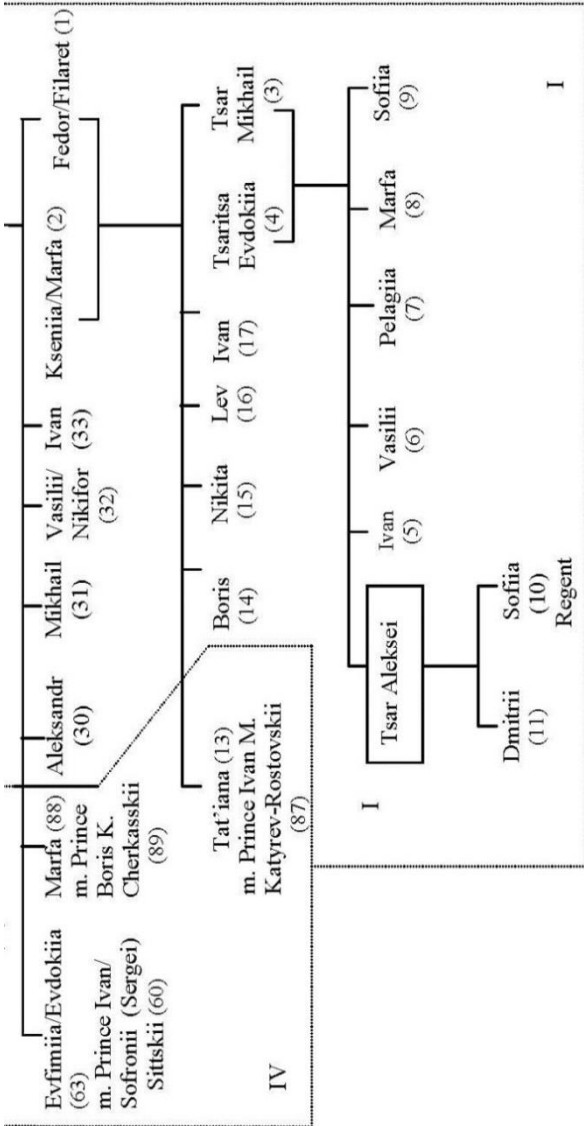 Evfimiia/Evdokiia
(63)
m. Prince Ivan/
Sofronii (Sergei)
Sittskii (60)
Marfa (88)
m. Prince
Boris K.
Cherkasskii
(89)
Aleksandr
(30)
Mikhail
(31)
Vasilii/
Nikifor
(32)
Ivan
(33)
Kseniia/Marfa (2)
Fedor/Filaret (1)
IV
Tat’iana (13)
m. Prince Ivan M.
Katyrev-Rostovskii
(87)
Boris
(14)
Nikita
(15)
Lev
(16)
Ivan
(17)
Tsaritsa
Evdokiia
(4)
Tsar
Mikhail
(3)
I
Tsar Aleksei
Ivan
(5)
Vasilii
(6)
Pelagiia
(7)
Marfa
(8)
Sofiia
(9)
Dmitrii
(11)
Sofiia
(10)
Regent
I